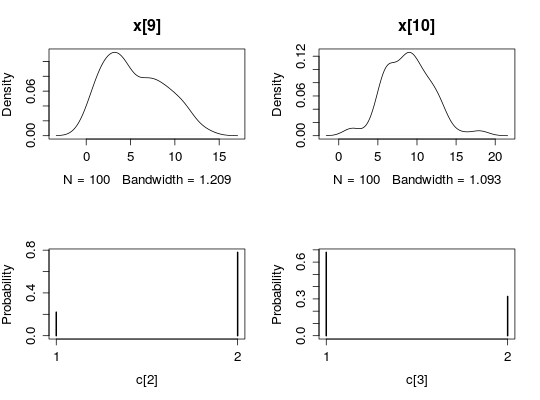 x[9]
Density
0.00
0.06
0
5
10
15
N = 100 Bandwidth = 1.209
x[10]
Density
0.00
0.06
0.12
0
5
10
15
20
N = 100 Bandwidth = 1.093
Probability
0.0
0.4
0.8
1
2
c[2]
Probability
0.0
0.3
0.6
1
2
c[3]